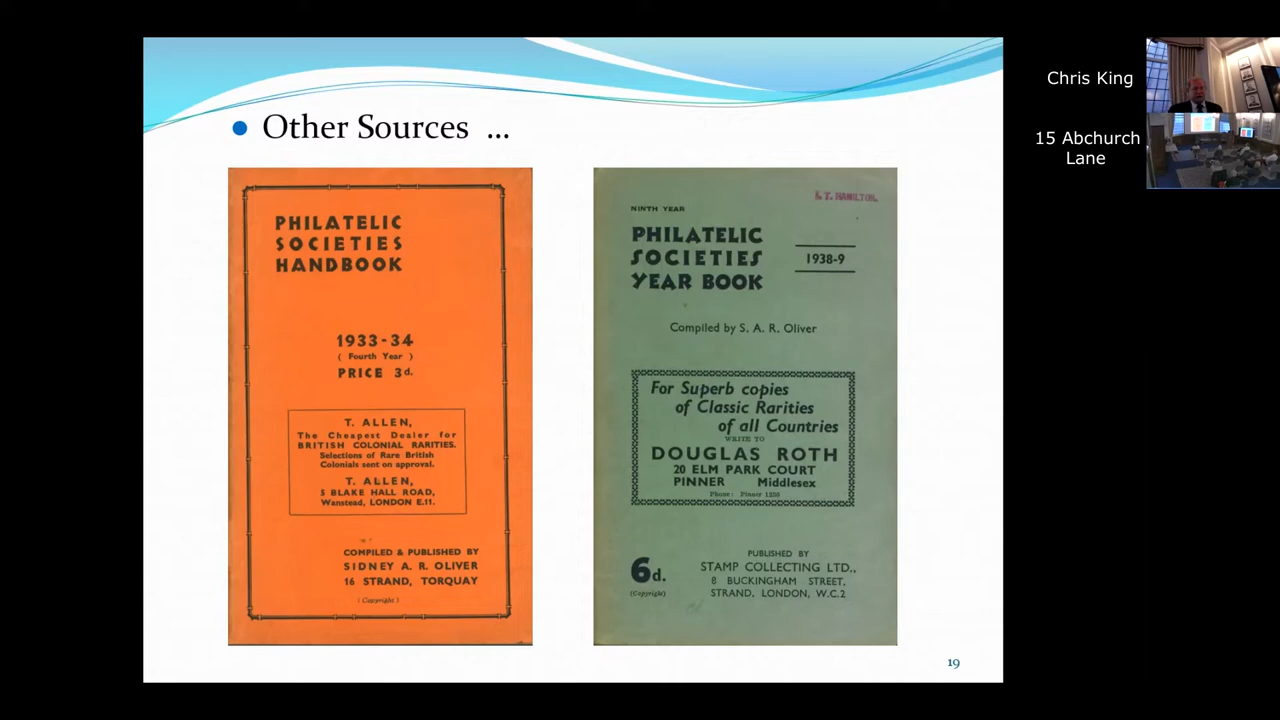 Other Sources ...
PHILATELIC
SOCIETIES
HANDBOOK
1933-34
( Fourth Year )
PRICE 3d.
T. ALLEN,
The Cheapest Dealer for
BRITISH COLONIAL RARITIES.
Selections of Rare British
Colonials sent on approval.
T. ALLEN,
5 BLAKE HALL ROAD,
Wanstead, LONDON E.11.
COMPILED & PUBLISHED BY
SIDNEY A. R. OLIVER
16 STRAND, TORQUAY
( Copyright )
HAMILTON.
NINTH YEAR
PHILATELIC
SOCIETIES
YEAR BOOK
1938-9
Compiled by S. A. R. Oliver
For Superb copies
of Classic Rarities
of all Countries
WRITE TO
DOUGLAS ROTH
20 ELM PARK COURT
PINNER Middlesex
Phone: Pinner
6d.
(Copyright)
PUBLISHED BY
STAMP COLLECTING LTD.,
8 BUCKINGHAM STREET,
STRAND, LONDON, W.C.2
19
Chris King
15 Abchurch
Lane